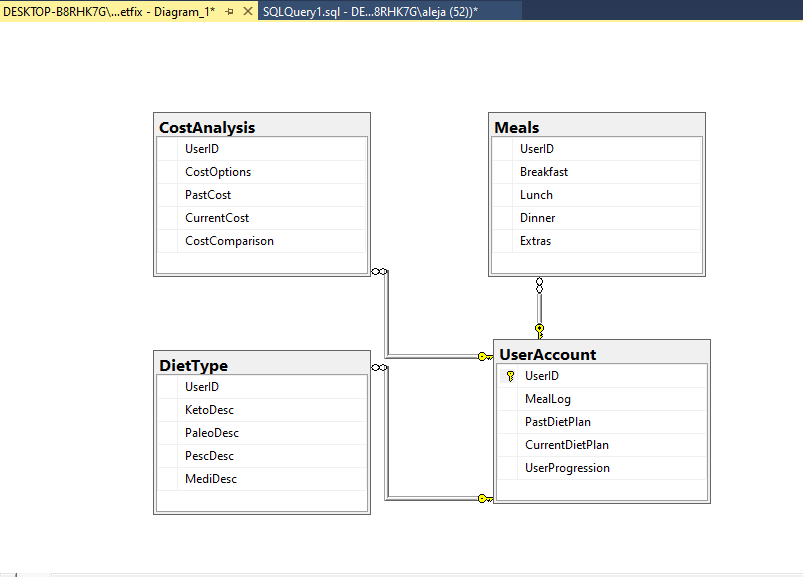 DESKTOP-B8RHK7G\...etfix - Diagram_1*
SQLQuery1.sql - DE...8RHK7G\aleja (52))*
CostAnalysis
UserID
CostOptions
PastCost
CurrentCost
CostComparison
Meals
UserID
Breakfast
Lunch
Dinner
Extras
DietType
UserID
KetoDesc
PaleoDesc
PescDesc
MediDesc
UserAccount
UserID
MealLog
PastDietPlan
CurrentDietPlan
UserProgression